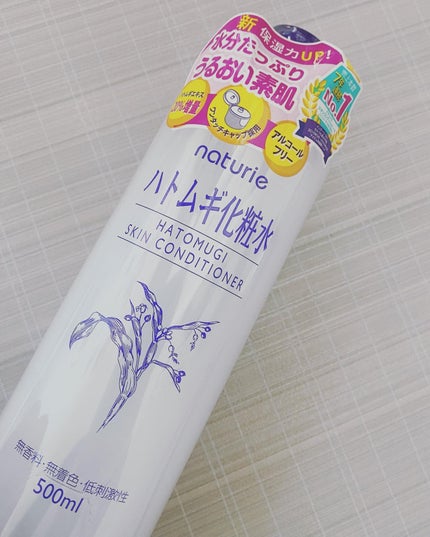 新 保湿力UP!
水分たっぷり
うるおい素肌
ハトムギエキス
増量
ワンタッチキャップ採用
アルコール
フリー
No.1
naturie
ハトムギ化粧水
HATOMUGI
SKIN CONDITIONER
無香料・無着色・低刺激性
500ml